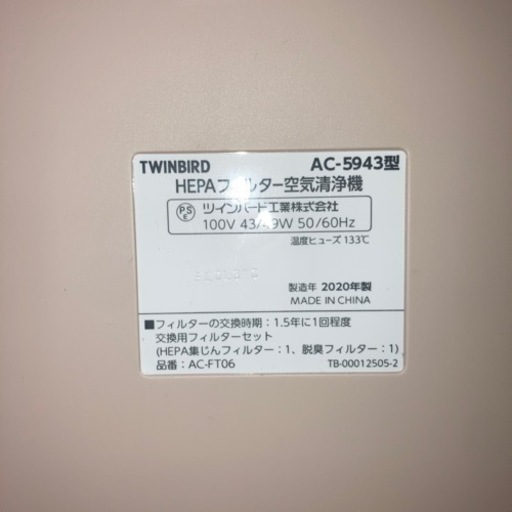 TWINBIRD AC-5943型
HEPAフィルター空気清浄機
PSE ツインバード工業株式会社
100V 43/49W 50/60Hz
温度ヒューズ 133℃
製造年 2020年製
MADE IN CHINA
■フィルターの交換時期：1.5年に1回程度
交換用フィルターセット
(HEPA集じんフィルター：1、脱臭フィルター：1)
品番：AC-FT06 TB-00012505-2